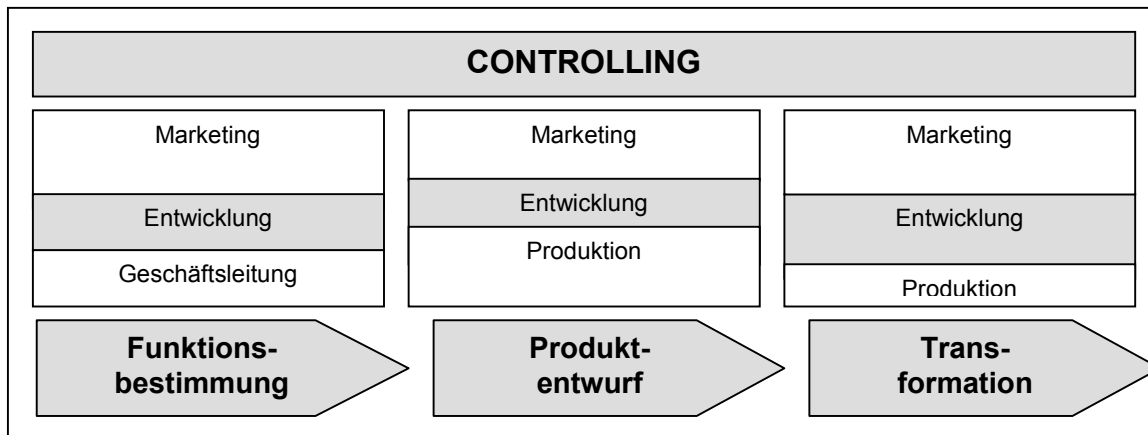 CONTROLLING
Marketing
Entwicklung
Geschäftsleitung
Marketing
Entwicklung
Produktion
Marketing
Entwicklung
Produktion
Funktions-
bestimmung
Produkt-
entwurf
Trans-
formation